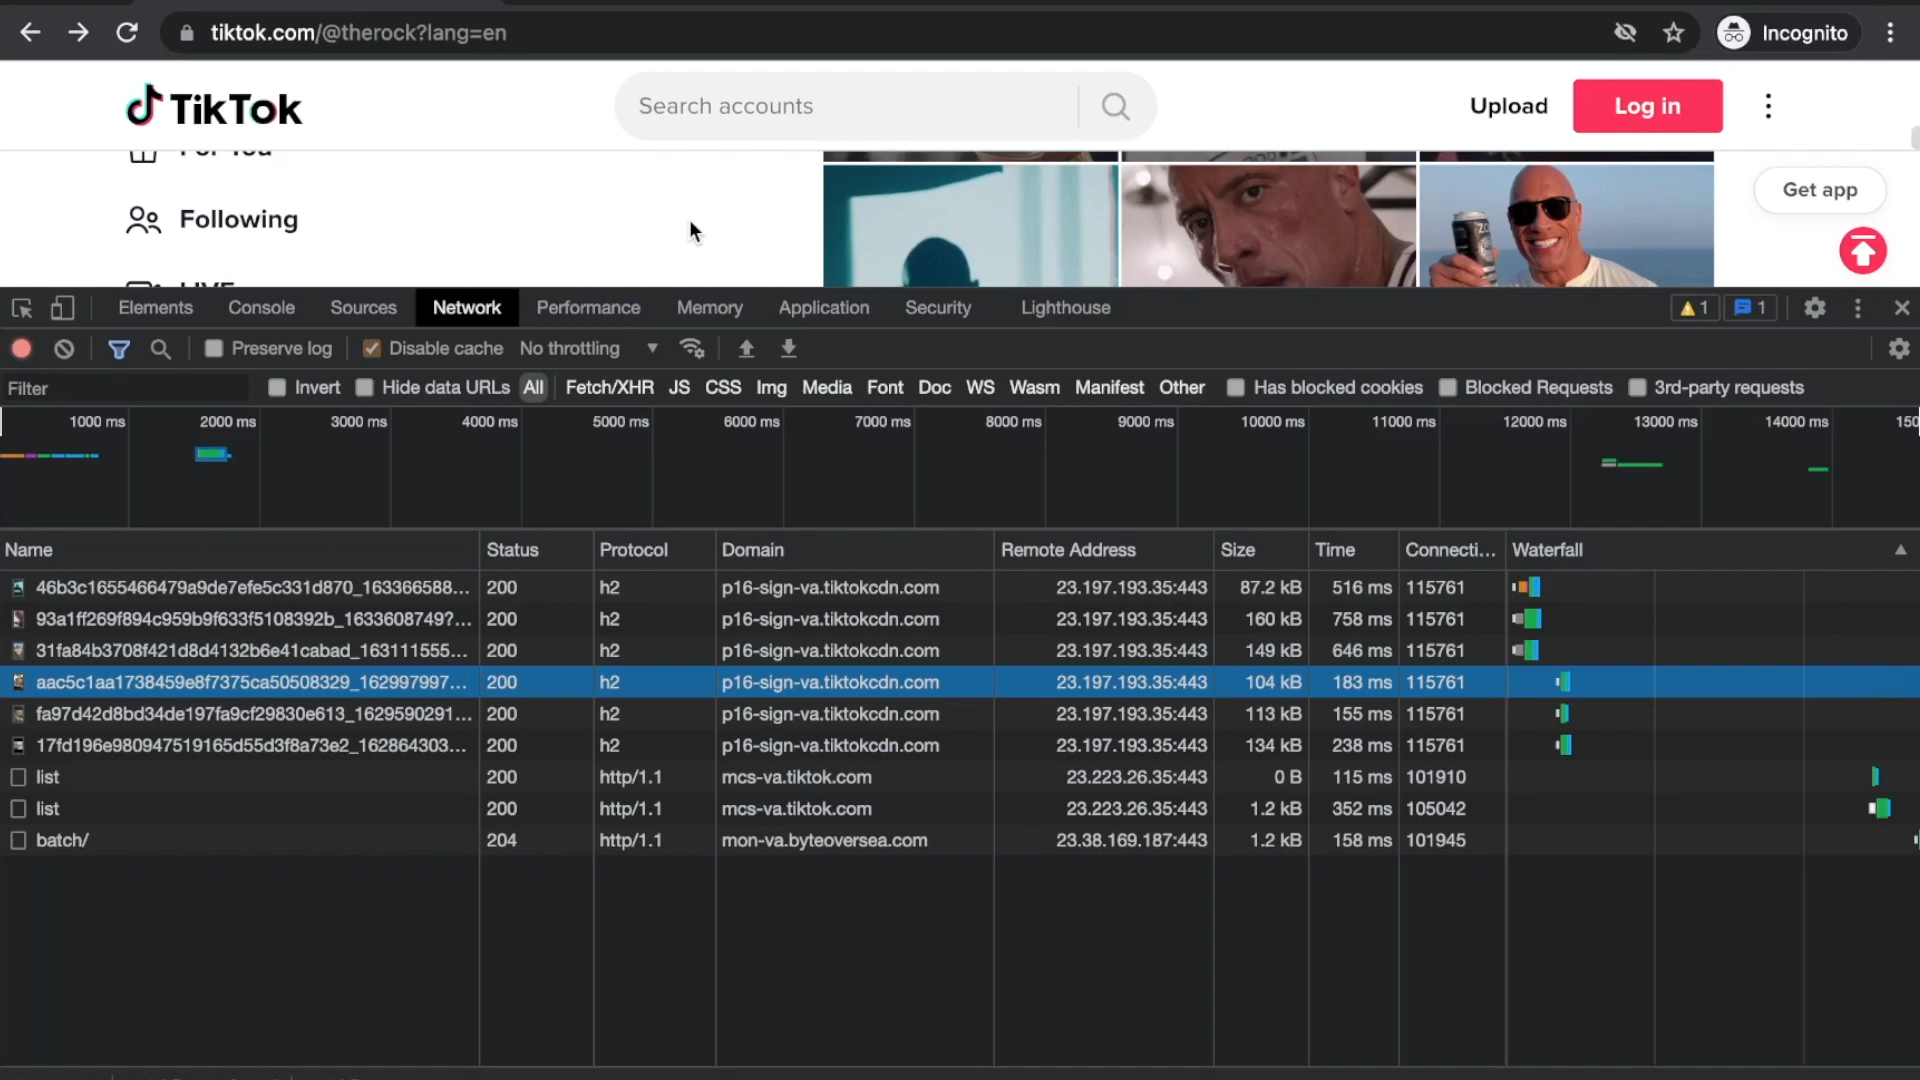 tiktok.com/@therock?lang=en Incognito
TikTok Search accounts Upload Log in
For You
Get app
Following
LIVE
Elements Console Sources Network Performance Memory Application Security Lighthouse 1 1
Preserve log Disable cache No throttling
Filter Invert Hide data URLs All Fetch/XHR JS CSS Img Media Font Doc WS Wasm Manifest Other Has blocked cookies Blocked Requests 3rd-party requests
1000 ms 2000 ms 3000 ms 4000 ms 5000 ms 6000 ms 7000 ms 8000 ms 9000 ms 10000 ms 11000 ms 12000 ms 13000 ms 14000 ms 150
Name Status Protocol Domain Remote Address Size Time Connecti... Waterfall
46b3c1655466479a9de7efe5c331d870_163366588... 200 h2 p16-sign-va.tiktokcdn.com 23.197.193.35:443 87.2 kB 516 ms 115761
93a1ff269f894c959b9f633f5108392b_1633608749?... 200 h2 p16-sign-va.tiktokcdn.com 23.197.193.35:443 160 kB 758 ms 115761
31fa84b3708f421d8d4132b6e41cabad_163111555... 200 h2 p16-sign-va.tiktokcdn.com 23.197.193.35:443 149 kB 646 ms 115761
aac5c1aa1738459e8f7375ca50508329_162997997... 200 h2 p16-sign-va.tiktokcdn.com 23.197.193.35:443 104 kB 183 ms 115761
fa97d42d8bd34de197fa9cf29830e613_1629590291... 200 h2 p16-sign-va.tiktokcdn.com 23.197.193.35:443 113 kB 155 ms 115761
17fd196e980947519165d55d3f8a73e2_162864303... 200 h2 p16-sign-va.tiktokcdn.com 23.197.193.35:443 134 kB 238 ms 115761
list 200 http/1.1 mcs-va.tiktok.com 23.223.26.35:443 0 B 115 ms 101910
list 200 http/1.1 mcs-va.tiktok.com 23.223.26.35:443 1.2 kB 352 ms 105042
batch/ 204 http/1.1 mon-va.byteoversea.com 23.38.169.187:443 1.2 kB 158 ms 101945